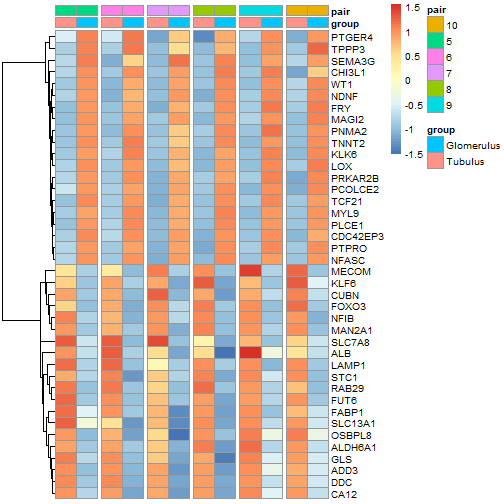 pair
group
PTGER4
TPPP3
SEMA3G
CHI3L1
WT1
NDNF
FRY
MAGI2
PNMA2
TNNT2
KLK6
LOX
PRKAR2B
PCOLCE2
TCF21
MYL9
PLCE1
CDC42EP3
PTPRO
NFASC
MECOM
KLF6
CUBN
FOXO3
NFIB
MAN2A1
SLC7A8
ALB
LAMP1
STC1
RAB29
FUT6
FABP1
SLC13A1
OSBPL8
ALDH6A1
GLS
ADD3
DDC
CA12
1.5
1
0.5
0
-0.5
-1
-1.5
pair
10
5
6
7
8
9
group
Glomerulus
Tubulus